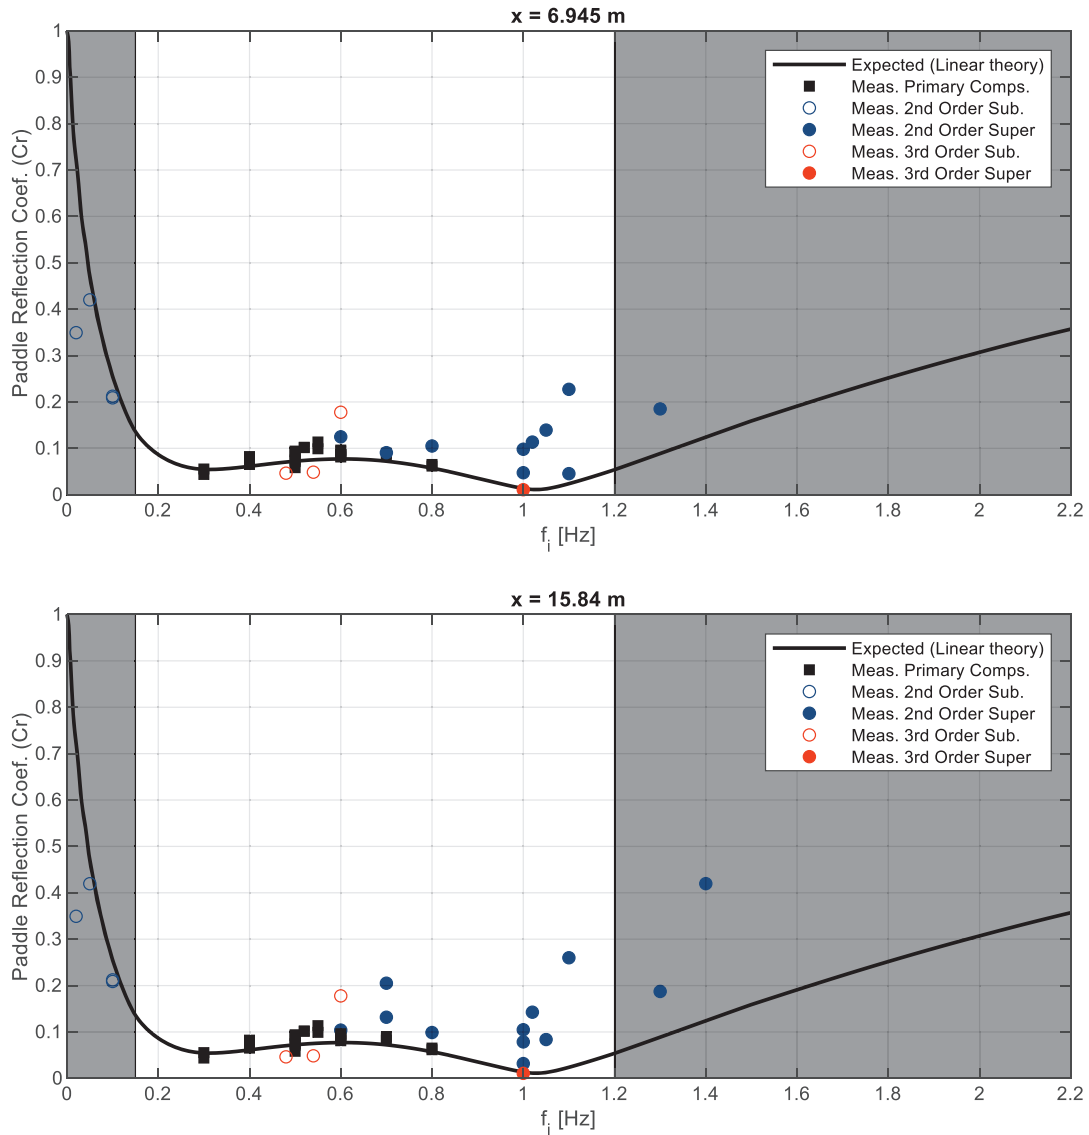 x = 6.945 m
1
0.9
0.8
0.7
0.6
0.5
0.4
0.3
0.2
0.1
0
Paddle Reflection Coef. (Cr)
Expected (Linear theory)
Meas. Primary Comps.
Meas. 2nd Order Sub.
Meas. 2nd Order Super
Meas. 3rd Order Sub.
Meas. 3rd Order Super
0 0.2 0.4 0.6 0.8 1 1.2 1.4 1.6 1.8 2 2.2
f_i [Hz]
x = 15.84 m
1
0.9
0.8
0.7
0.6
0.5
0.4
0.3
0.2
0.1
0
Paddle Reflection Coef. (Cr)
Expected (Linear theory)
Meas. Primary Comps.
Meas. 2nd Order Sub.
Meas. 2nd Order Super
Meas. 3rd Order Sub.
Meas. 3rd Order Super
0 0.2 0.4 0.6 0.8 1 1.2 1.4 1.6 1.8 2 2.2
f_i [Hz]